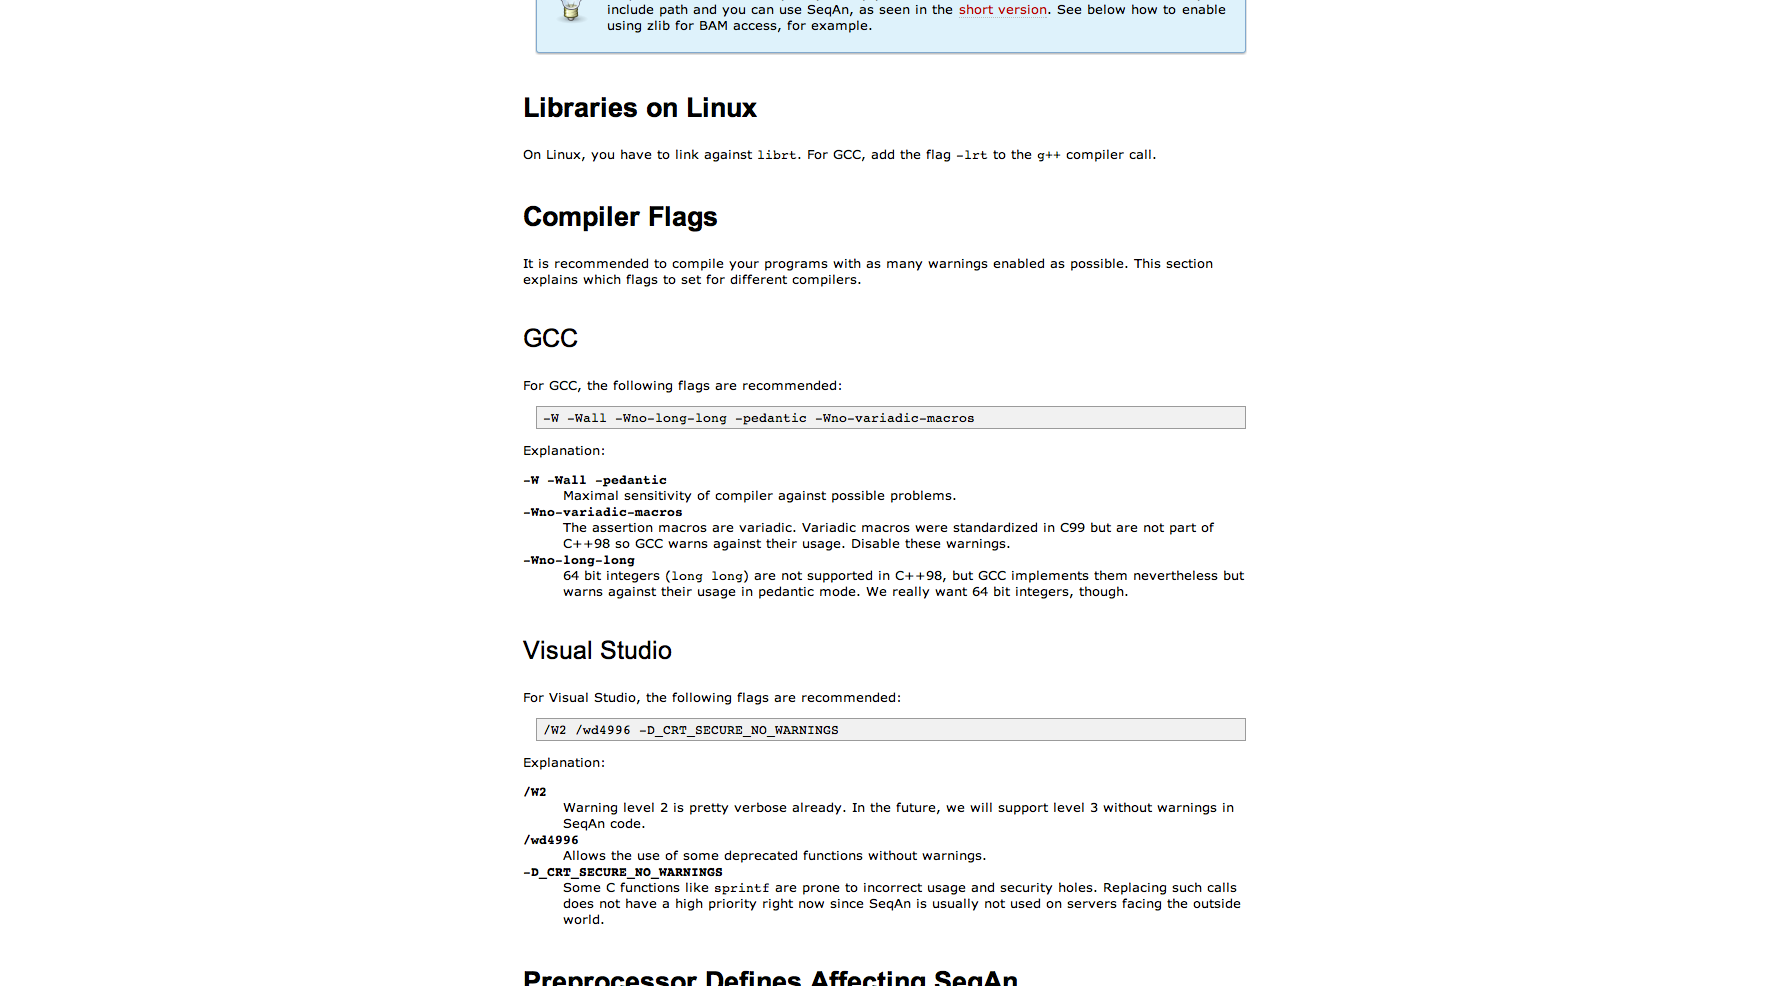 include path and you can use SeqAn, as seen in the short version. See below how to enable
using zlib for BAM access, for example.
Libraries on Linux
On Linux, you have to link against librt. For GCC, add the flag -lrt to the g++ compiler call.
Compiler Flags
It is recommended to compile your programs with as many warnings enabled as possible. This section
explains which flags to set for different compilers.
GCC
For GCC, the following flags are recommended:
-W -Wall -Wno-long-long -pedantic -Wno-variadic-macros
Explanation:
-W -Wall -pedantic
Maximal sensitivity of compiler against possible problems.
-Wno-variadic-macros
The assertion macros are variadic. Variadic macros were standardized in C99 but are not part of
C++98 so GCC warns against their usage. Disable these warnings.
-Wno-long-long
64 bit integers (long long) are not supported in C++98, but GCC implements them nevertheless but
warns against their usage in pedantic mode. We really want 64 bit integers, though.
Visual Studio
For Visual Studio, the following flags are recommended:
/W2 /wd4996 -D_CRT_SECURE_NO_WARNINGS
Explanation:
/W2
Warning level 2 is pretty verbose already. In the future, we will support level 3 without warnings in
SeqAn code.
/wd4996
Allows the use of some deprecated functions without warnings.
-D_CRT_SECURE_NO_WARNINGS
Some C functions like sprintf are prone to incorrect usage and security holes. Replacing such calls
does not have a high priority right now since SeqAn is usually not used on servers facing the outside
world.
Preprocessor Defines Affecting SeqAn